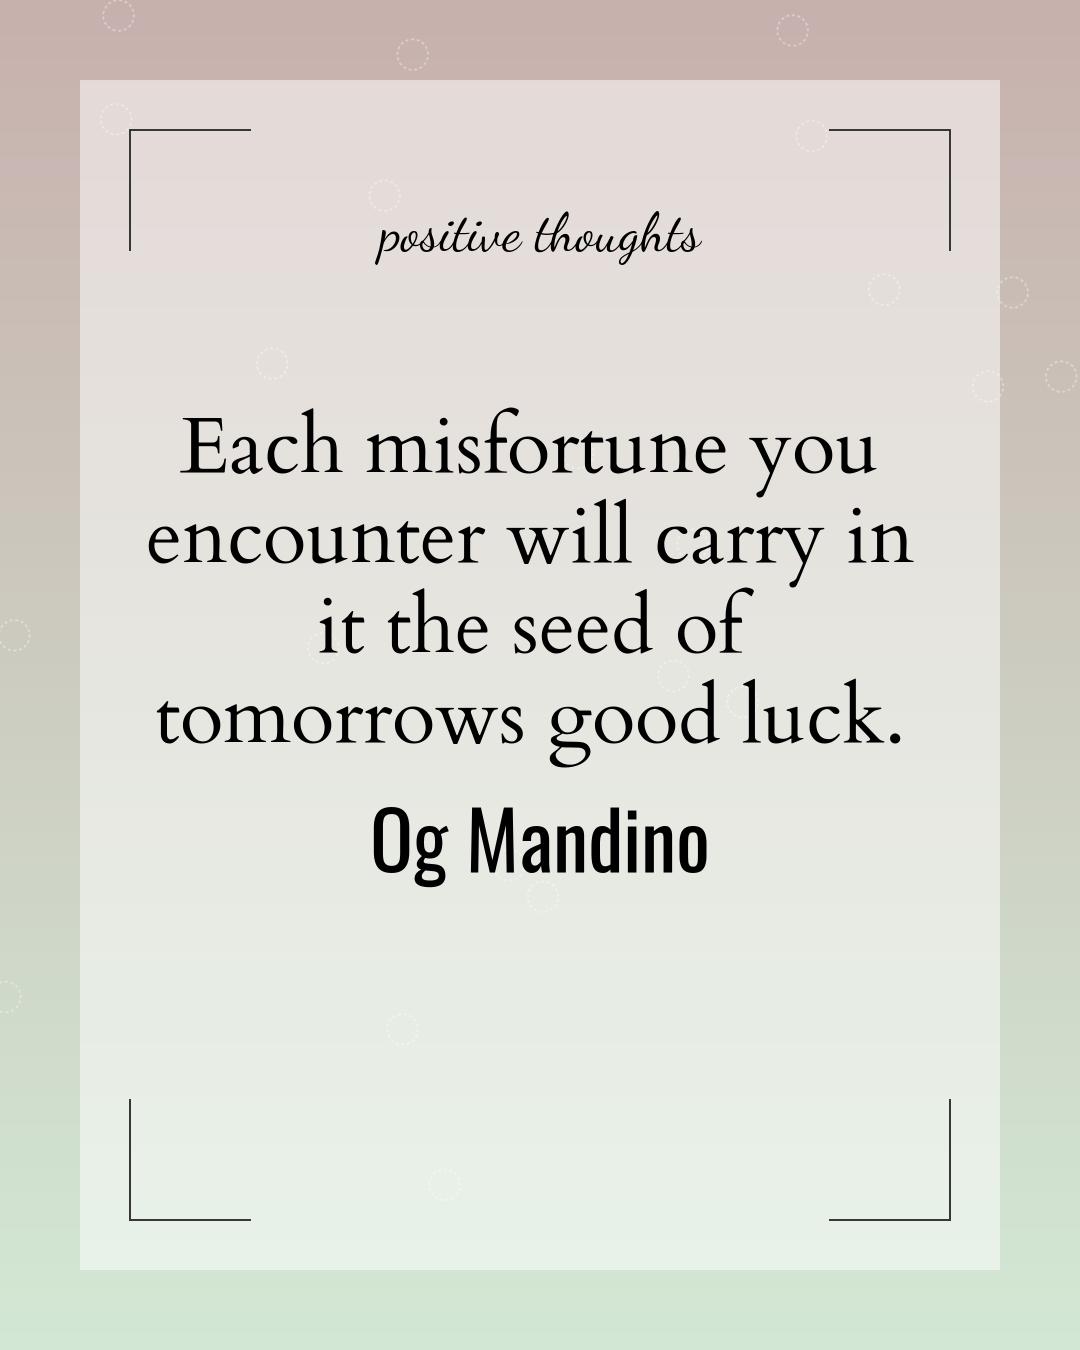 positive thoughts
Each misfortune you
encounter will carry in
it the seed of
tomorrows good luck.
Og Mandino